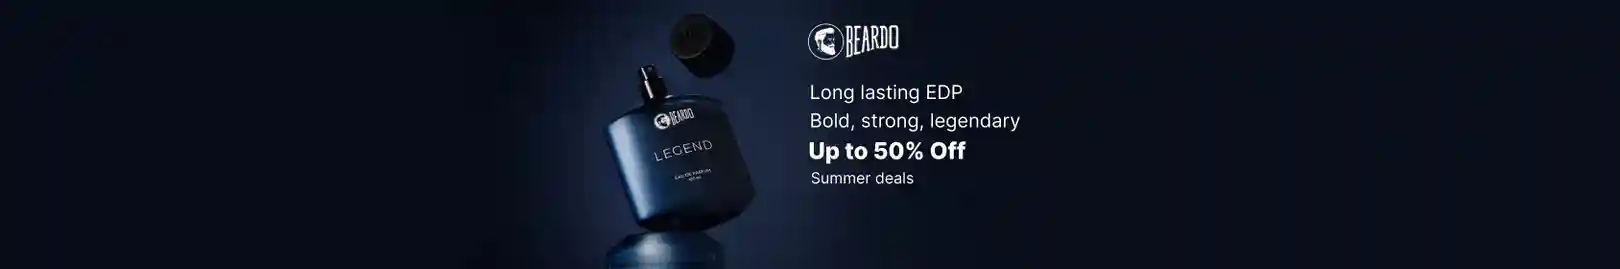 BEARDO
Long lasting EDP
Bold, strong, legendary
Up to 50% Off
Summer deals
BEARDO
LEGEND
EAU DE PARFUM